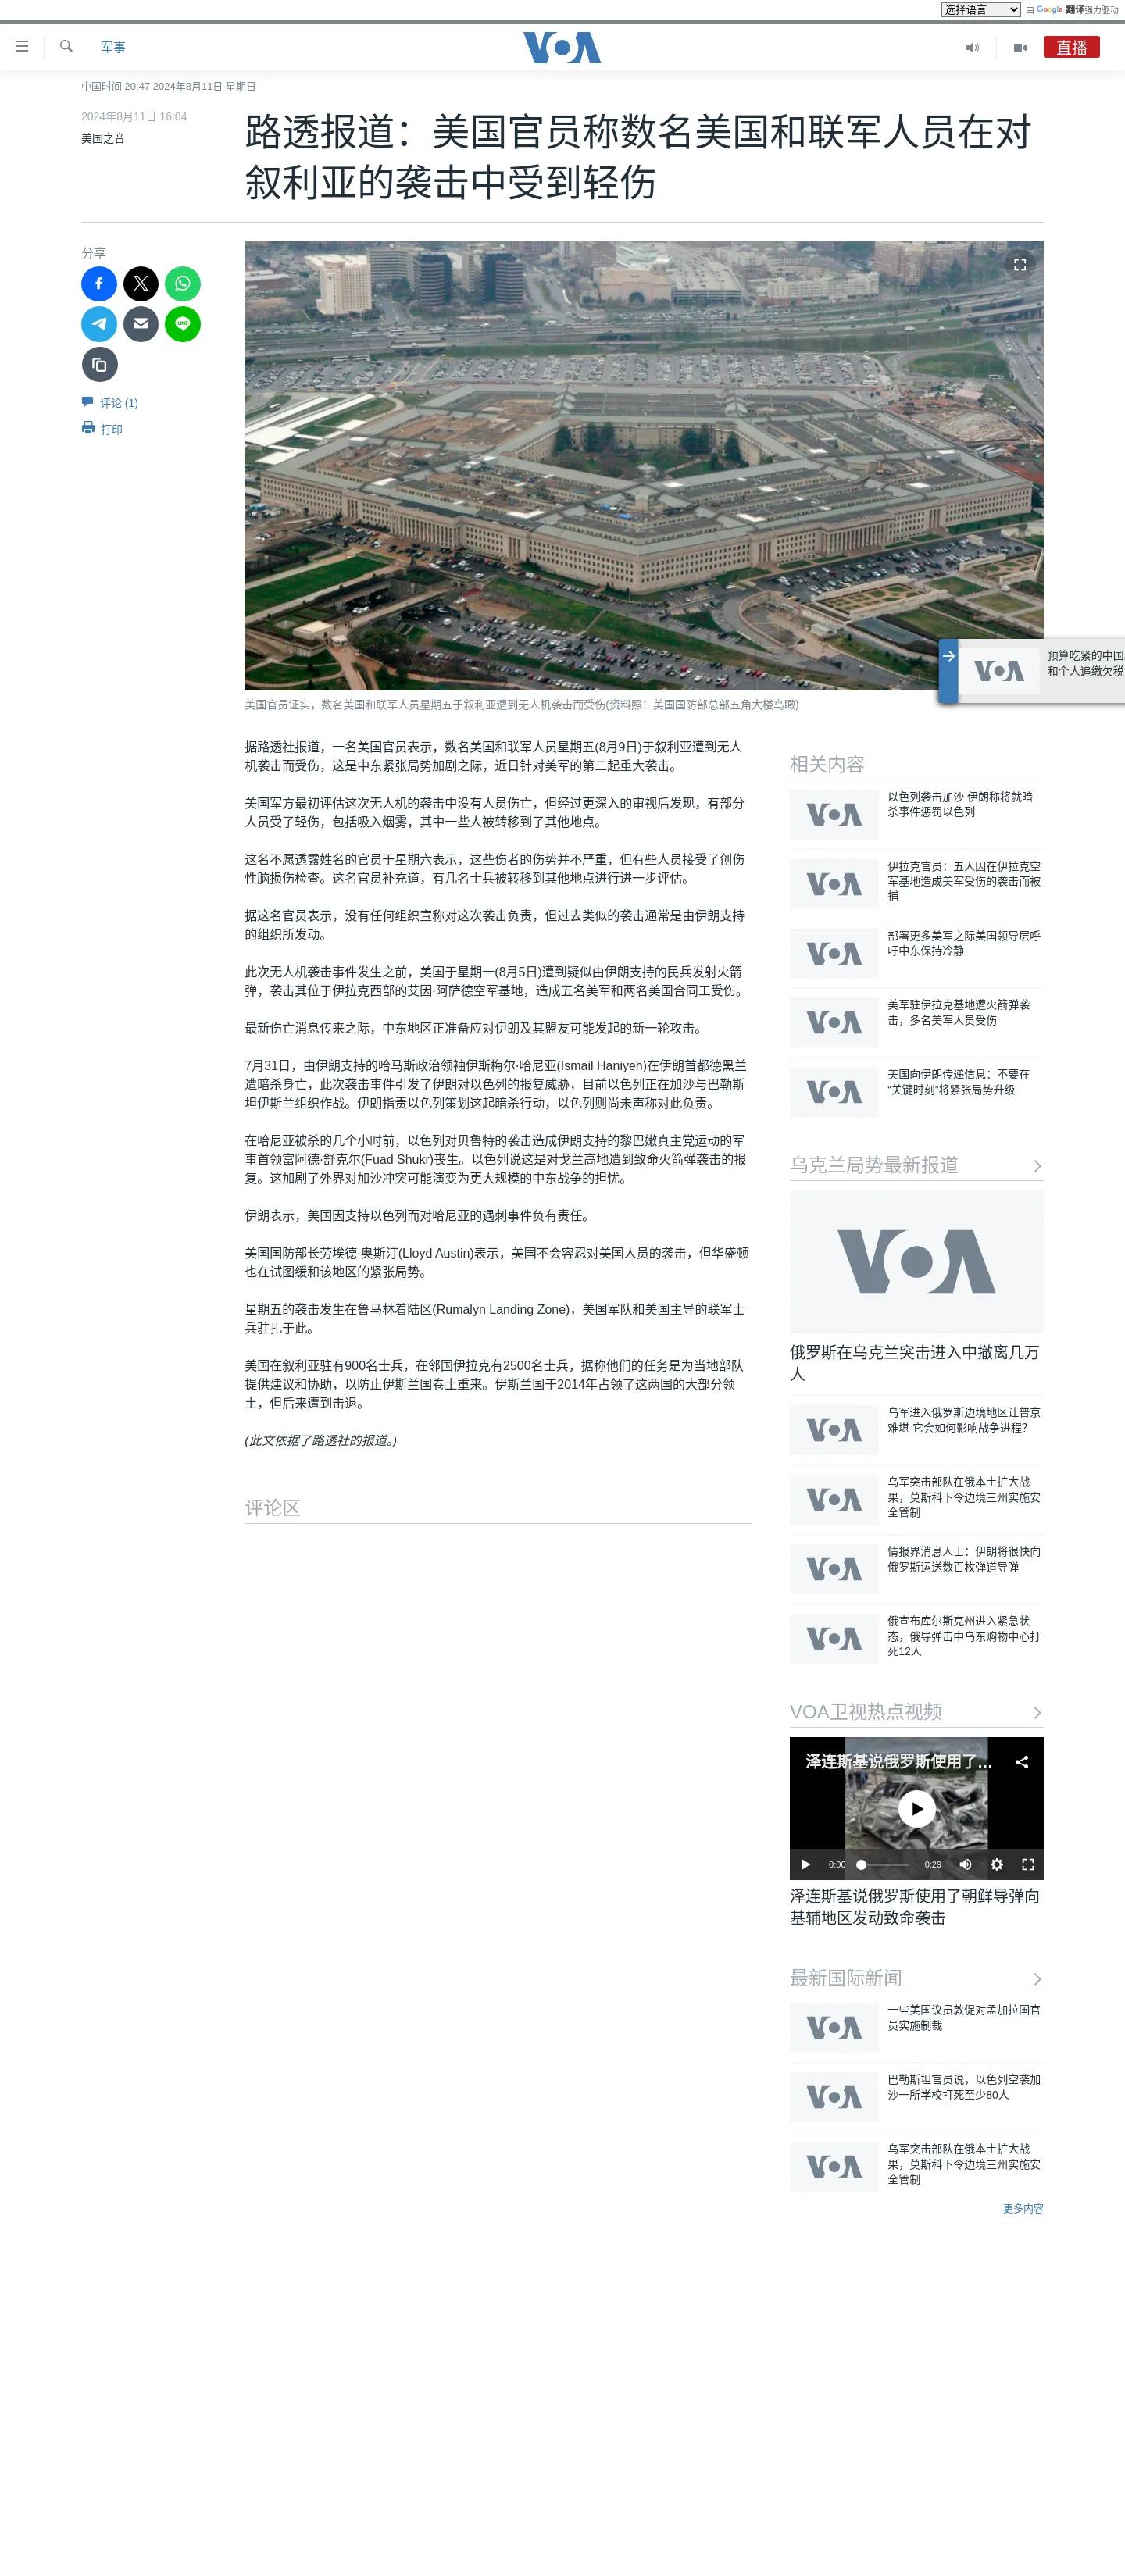 选择语言
由 Google 翻译强力驱动
军事
VOA
直播
中国时间 20:47 2024年8月11日 星期日
2024年8月11日 16:04
美国之音
路透报道：美国官员称数名美国和联军人员在对
叙利亚的袭击中受到轻伤
分享
评论 (1)
打印
LINE
预算吃紧的中国
和个人追缴欠税
VOA
美国官员证实，数名美国和联军人员星期五于叙利亚遭到无人机袭击而受伤(资料照：美国国防部总部五角大楼鸟瞰)
据路透社报道，一名美国官员表示，数名美国和联军人员星期五(8月9日)于叙利亚遭到无人
机袭击而受伤，这是中东紧张局势加剧之际，近日针对美军的第二起重大袭击。
美国军方最初评估这次无人机的袭击中没有人员伤亡，但经过更深入的审视后发现，有部分
人员受了轻伤，包括吸入烟雾，其中一些人被转移到了其他地点。
这名不愿透露姓名的官员于星期六表示，这些伤者的伤势并不严重，但有些人员接受了创伤
性脑损伤检查。这名官员补充道，有几名士兵被转移到其他地点进行进一步评估。
据这名官员表示，没有任何组织宣称对这次袭击负责，但过去类似的袭击通常是由伊朗支持
的组织所发动。
此次无人机袭击事件发生之前，美国于星期一(8月5日)遭到疑似由伊朗支持的民兵发射火箭
弹，袭击其位于伊拉克西部的艾因·阿萨德空军基地，造成五名美军和两名美国合同工受伤。
最新伤亡消息传来之际，中东地区正准备应对伊朗及其盟友可能发起的新一轮攻击。
7月31日，由伊朗支持的哈马斯政治领袖伊斯梅尔·哈尼亚(Ismail Haniyeh)在伊朗首都德黑兰
遭暗杀身亡，此次袭击事件引发了伊朗对以色列的报复威胁，目前以色列正在加沙与巴勒斯
坦伊斯兰组织作战。伊朗指责以色列策划这起暗杀行动，以色列则尚未声称对此负责。
在哈尼亚被杀的几个小时前，以色列对贝鲁特的袭击造成伊朗支持的黎巴嫩真主党运动的军
事首领富阿德·舒克尔(Fuad Shukr)丧生。以色列说这是对戈兰高地遭到致命火箭弹袭击的报
复。这加剧了外界对加沙冲突可能演变为更大规模的中东战争的担忧。
伊朗表示，美国因支持以色列而对哈尼亚的遇刺事件负有责任。
美国国防部长劳埃德·奥斯汀(Lloyd Austin)表示，美国不会容忍对美国人员的袭击，但华盛顿
也在试图缓和该地区的紧张局势。
星期五的袭击发生在鲁马林着陆区(Rumalyn Landing Zone)，美国军队和美国主导的联军士
兵驻扎于此。
美国在叙利亚驻有900名士兵，在邻国伊拉克有2500名士兵，据称他们的任务是为当地部队
提供建议和协助，以防止伊斯兰国卷土重来。伊斯兰国于2014年占领了这两国的大部分领
土，但后来遭到击退。
(此文依据了路透社的报道。)
评论区
相关内容
VOA
以色列袭击加沙 伊朗称将就暗
杀事件惩罚以色列
VOA
伊拉克官员：五人因在伊拉克空
军基地造成美军受伤的袭击而被
捕
VOA
部署更多美军之际美国领导层呼
吁中东保持冷静
VOA
美军驻伊拉克基地遭火箭弹袭
击，多名美军人员受伤
VOA
美国向伊朗传递信息：不要在
“关键时刻”将紧张局势升级
乌克兰局势最新报道
VOA
俄罗斯在乌克兰突击进入中撤离几万
人
VOA
乌军进入俄罗斯边境地区让普京
难堪 它会如何影响战争进程？
VOA
乌军突击部队在俄本土扩大战
果，莫斯科下令边境三州实施安
全管制
VOA
情报界消息人士：伊朗将很快向
俄罗斯运送数百枚弹道导弹
VOA
俄宣布库尔斯克州进入紧急状
态，俄导弹击中乌东购物中心打
死12人
VOA卫视热点视频
泽连斯基说俄罗斯使用了...
0:00
0:29
泽连斯基说俄罗斯使用了朝鲜导弹向
基辅地区发动致命袭击
最新国际新闻
VOA
一些美国议员敦促对孟加拉国官
员实施制裁
VOA
巴勒斯坦官员说，以色列空袭加
沙一所学校打死至少80人
VOA
乌军突击部队在俄本土扩大战
果，莫斯科下令边境三州实施安
全管制
更多内容